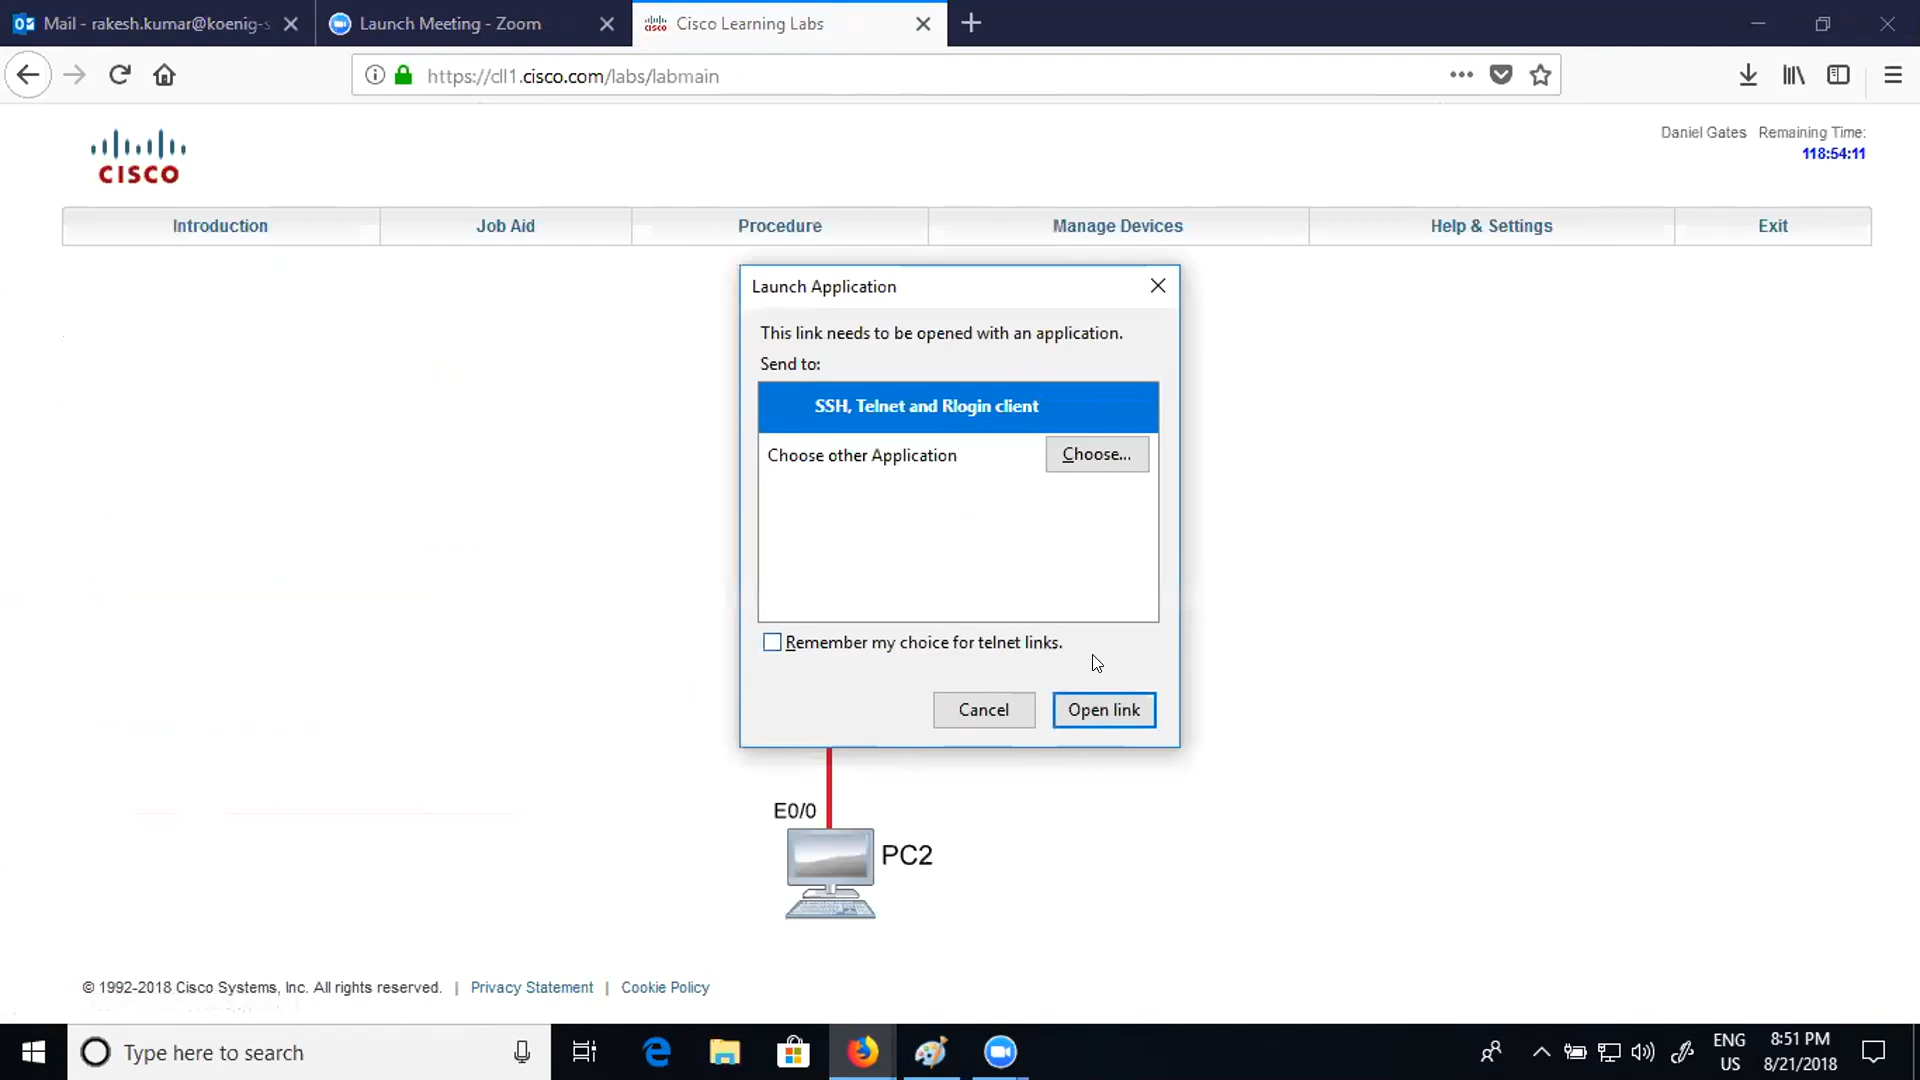 Mail - rakesh.kumar@koenig-s
Launch Meeting - Zoom
Cisco Learning Labs
https://cll1.cisco.com/labs/labmain
CISCO
Daniel Gates Remaining Time:
118:54:11
Introduction
Job Aid
Procedure
Manage Devices
Help & Settings
Exit
Launch Application
This link needs to be opened with an application.
Send to:
SSH, Telnet and Rlogin client
Choose other Application
Choose...
Remember my choice for telnet links.
Cancel
Open link
E0/0
PC2
© 1992-2018 Cisco Systems, Inc. All rights reserved. | Privacy Statement | Cookie Policy
Type here to search
ENG
US
8:51 PM
8/21/2018